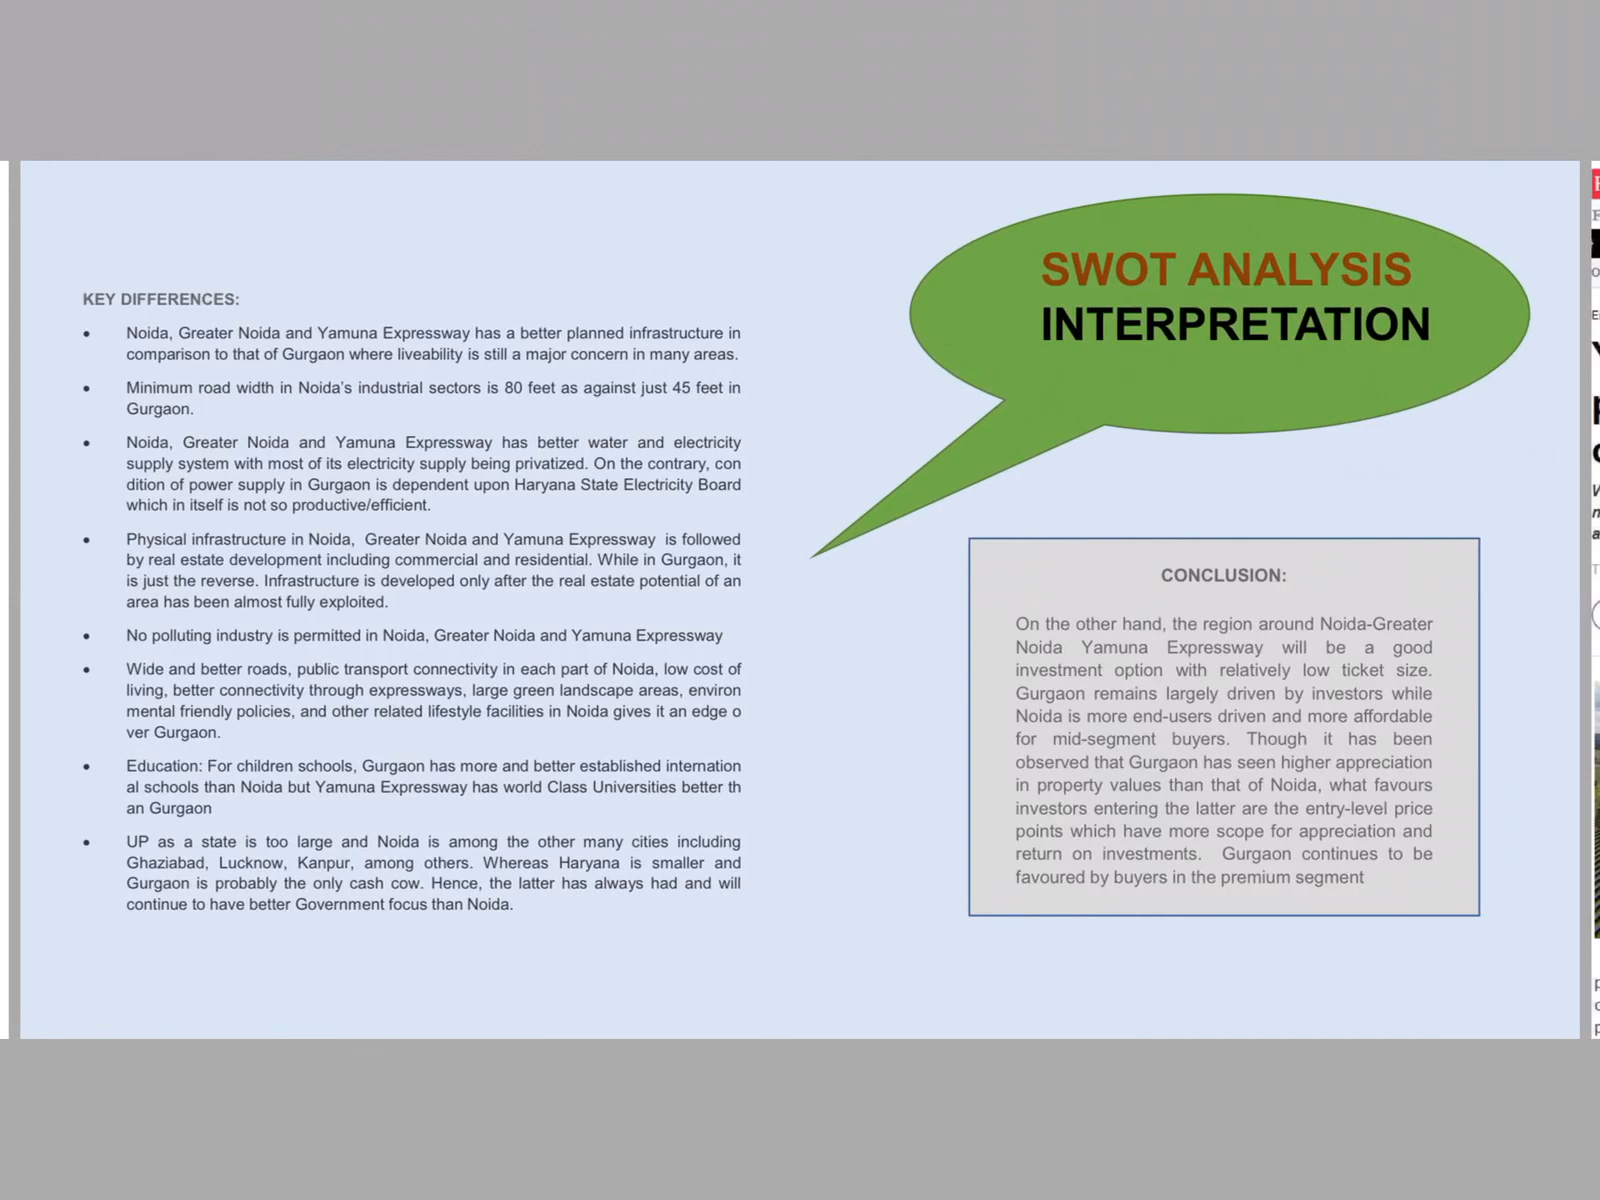 KEY DIFFERENCES:
• Noida, Greater Noida and Yamuna Expressway has a better planned infrastructure in
comparison to that of Gurgaon where liveability is still a major concern in many areas.
• Minimum road width in Noida’s industrial sectors is 80 feet as against just 45 feet in
Gurgaon.
• Noida, Greater Noida and Yamuna Expressway has better water and electricity
supply system with most of its electricity supply being privatized. On the contrary, con
dition of power supply in Gurgaon is dependent upon Haryana State Electricity Board
which in itself is not so productive/efficient.
• Physical infrastructure in Noida, Greater Noida and Yamuna Expressway is followed
by real estate development including commercial and residential. While in Gurgaon, it
is just the reverse. Infrastructure is developed only after the real estate potential of an
area has been almost fully exploited.
• No polluting industry is permitted in Noida, Greater Noida and Yamuna Expressway
• Wide and better roads, public transport connectivity in each part of Noida, low cost of
living, better connectivity through expressways, large green landscape areas, environ
mental friendly policies, and other related lifestyle facilities in Noida gives it an edge o
ver Gurgaon.
• Education: For children schools, Gurgaon has more and better established internation
al schools than Noida but Yamuna Expressway has world Class Universities better th
an Gurgaon
• UP as a state is too large and Noida is among the other many cities including
Ghaziabad, Lucknow, Kanpur, among others. Whereas Haryana is smaller and
Gurgaon is probably the only cash cow. Hence, the latter has always had and will
continue to have better Government focus than Noida.
SWOT ANALYSIS
INTERPRETATION
CONCLUSION:
On the other hand, the region around Noida-Greater
Noida Yamuna Expressway will be a good
investment option with relatively low ticket size.
Gurgaon remains largely driven by investors while
Noida is more end-users driven and more affordable
for mid-segment buyers. Though it has been
observed that Gurgaon has seen higher appreciation
in property values than that of Noida, what favours
investors entering the latter are the entry-level price
points which have more scope for appreciation and
return on investments. Gurgaon continues to be
favoured by buyers in the premium segment